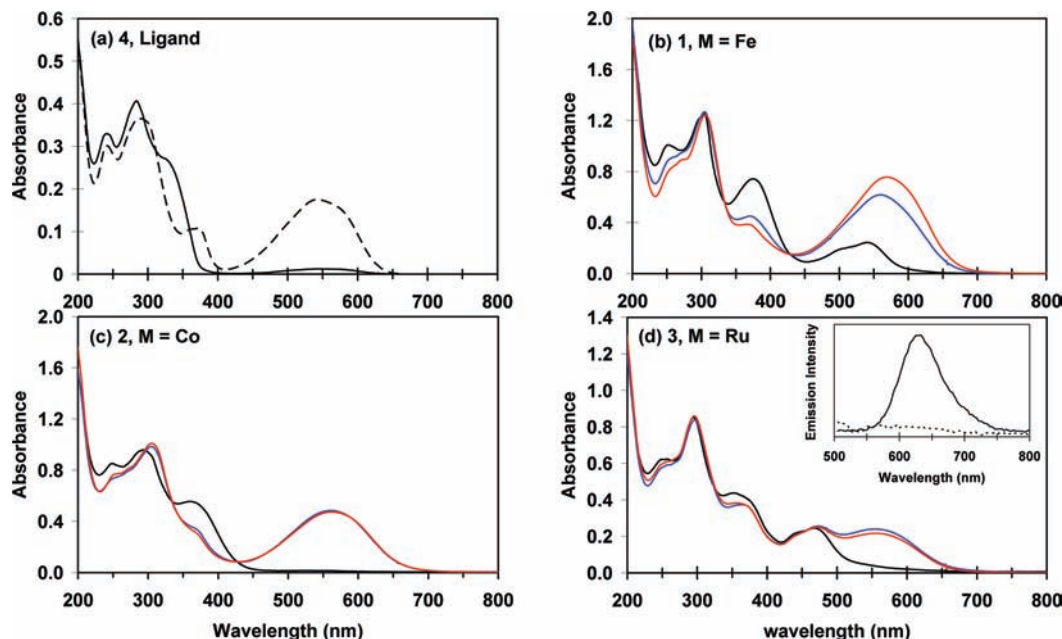 (a) 4, Ligand
0.6
0.5
0.4
0.3
0.2
0.1
0
Absorbance
200 300 400 500 600 700 800
(b) 1, M = Fe
2.0
1.6
1.2
0.8
0.4
0.0
Absorbance
200 300 400 500 600 700 800
(c) 2, M = Co
2.0
1.6
1.2
0.8
0.4
0.0
Absorbance
200 300 400 500 600 700 800
Wavelength (nm)
(d) 3, M = Ru
1.4
1.2
1.0
0.8
0.6
0.4
0.2
0.0
Absorbance
200 300 400 500 600 700 800
wavelength (nm)
Emission Intensity
500 600 700 800
Wavelength (nm)